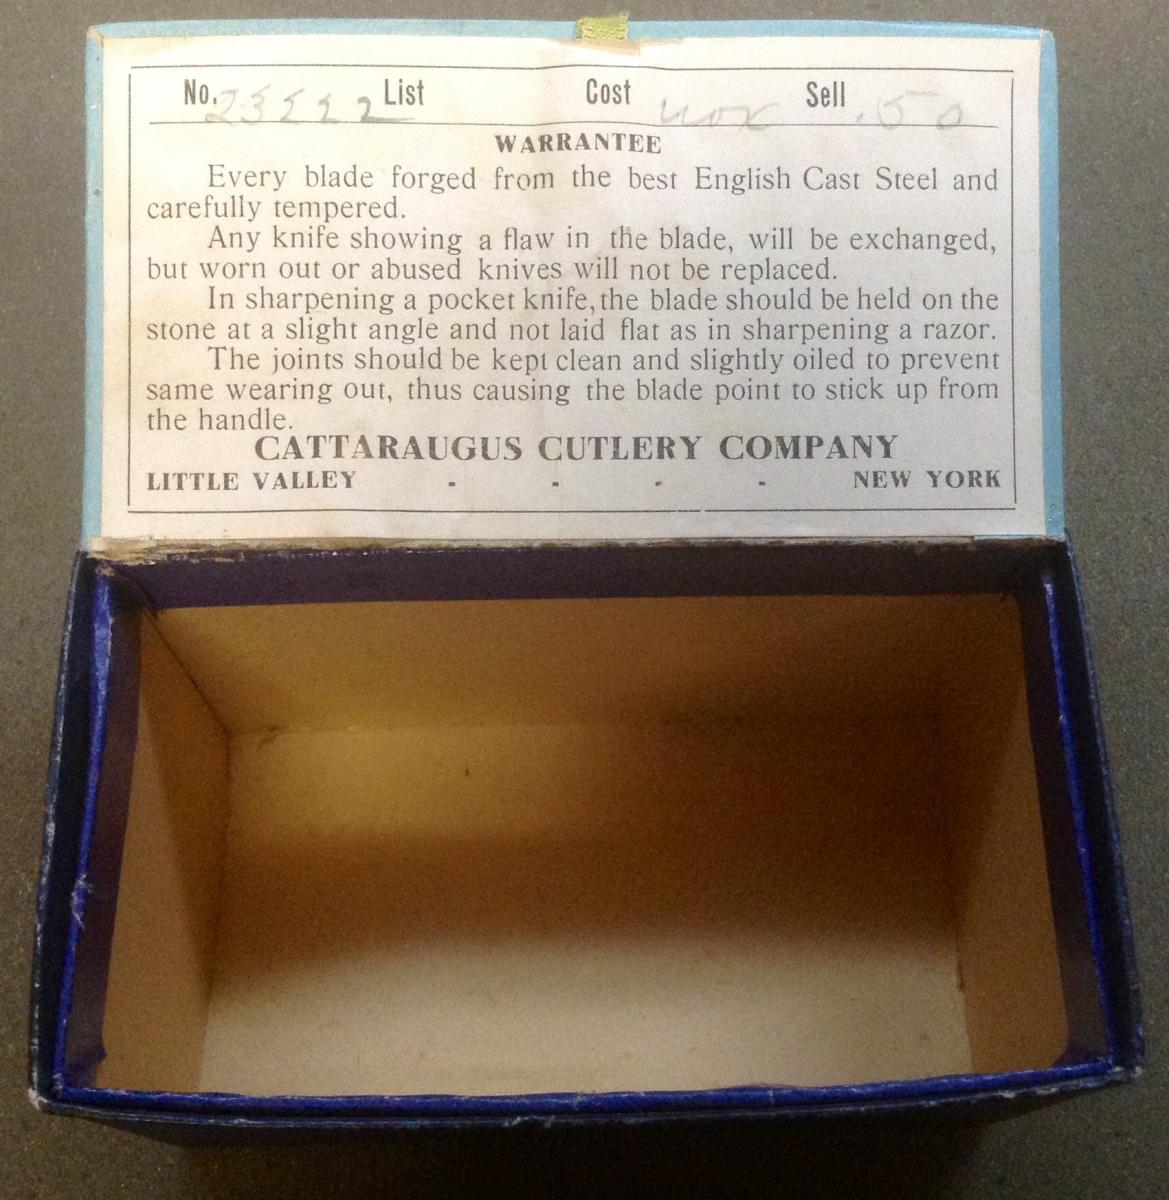 No. List Cost Sell .50
WARRANTEE
Every blade forged from the best English Cast Steel and
carefully tempered.
Any knife showing a flaw in the blade, will be exchanged,
but worn out or abused knives will not be replaced.
In sharpening a pocket knife, the blade should be held on the
stone at a slight angle and not laid flat as in sharpening a razor.
The joints should be kept clean and slightly oiled to prevent
same wearing out, thus causing the blade point to stick up from
the handle.
CATTARAUGUS CUTLERY COMPANY
LITTLE VALLEY - - - - NEW YORK